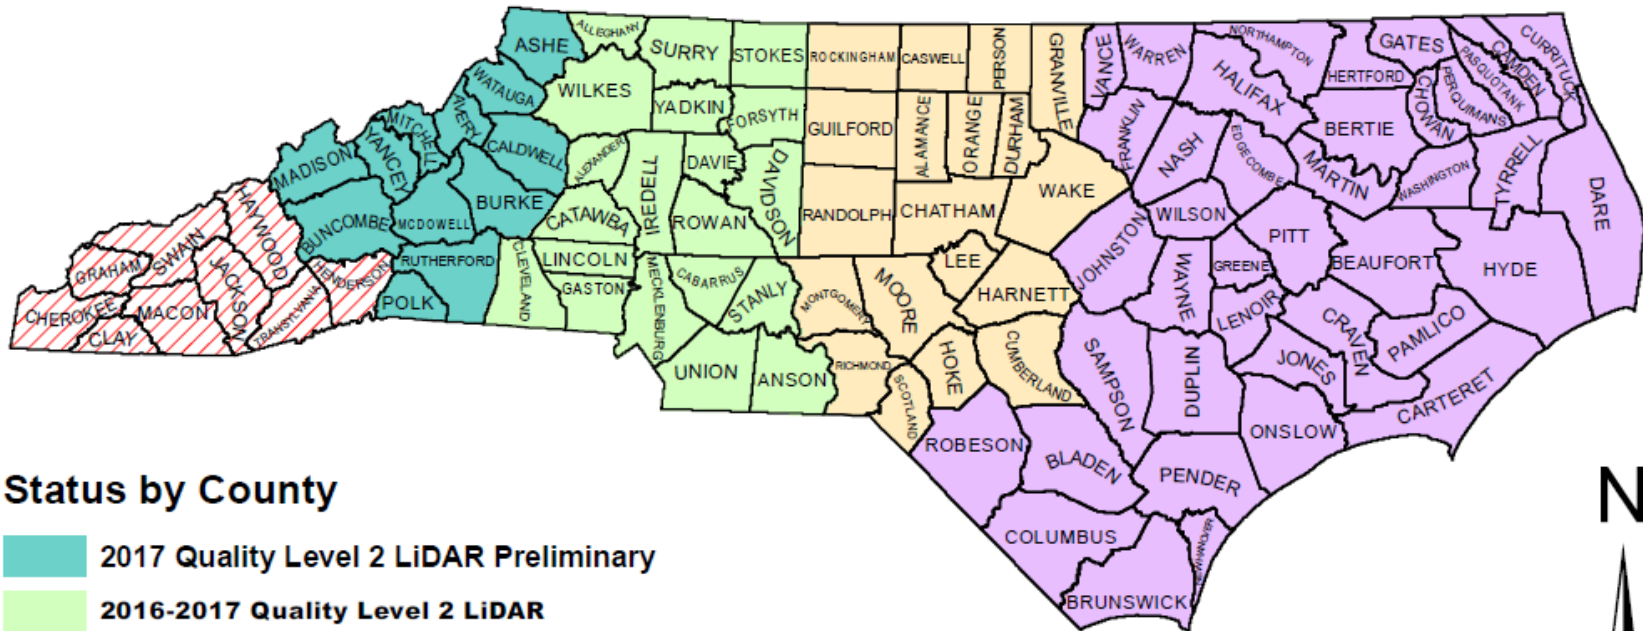 ASHE
ALLEGHANY
SURRY
STOKES
ROCKINGHAM
CASWELL
PERSON
GRANVILLE
VANCE
WARREN
NORTHAMPTON
GATES
HERTFORD
PASQUOTANK
CAMDEN
CURRITUCK
WATAUGA
WILKES
YADKIN
FORSYTH
GUILFORD
ALAMANCE
ORANGE
DURHAM
FRANKLIN
HALIFAX
BERTIE
CHOWAN
PERQUIMANS
MITCHELL
AVERY
CALDWELL
ALEXANDER
IREDELL
DAVIE
DAVIDSON
NASH
EDGECOMBE
MARTIN
WASHINGTON
TYRRELL
DARE
MADISON
YANCEY
BURKE
WAKE
HAYWOOD
BUNCOMBE
MCDOWELL
CATAWBA
ROWAN
RANDOLPH
CHATHAM
JOHNSTON
WILSON
PITT
SWAIN
GRAHAM
JACKSON
HENDERSON
RUTHERFORD
CLEVELAND
LINCOLN
GASTON
MECKLENBURG
CABARRUS
STANLY
MONTGOMERY
MOORE
LEE
HARNETT
WAYNE
GREENE
BEAUFORT
HYDE
CHEROKEE
MACON
CLAY
TRANSYLVANIA
POLK
LENOIR
CRAVEN
PAMLICO
UNION
ANSON
RICHMOND
SCOTLAND
HOKE
CUMBERLAND
SAMPSON
DUPLIN
JONES
CARTERET
ROBESON
BLADEN
PENDER
ONSLOW
COLUMBUS
NEW HANOVER
BRUNSWICK
N
Status by County
2017 Quality Level 2 LiDAR Preliminary
2016-2017 Quality Level 2 LiDAR